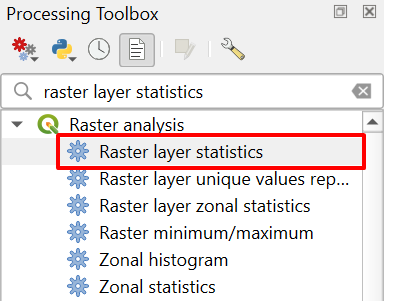 Processing Toolbox
raster layer statistics
Raster analysis
Raster layer statistics
Raster layer unique values rep...
Raster layer zonal statistics
Raster minimum/maximum
Zonal histogram
Zonal statistics